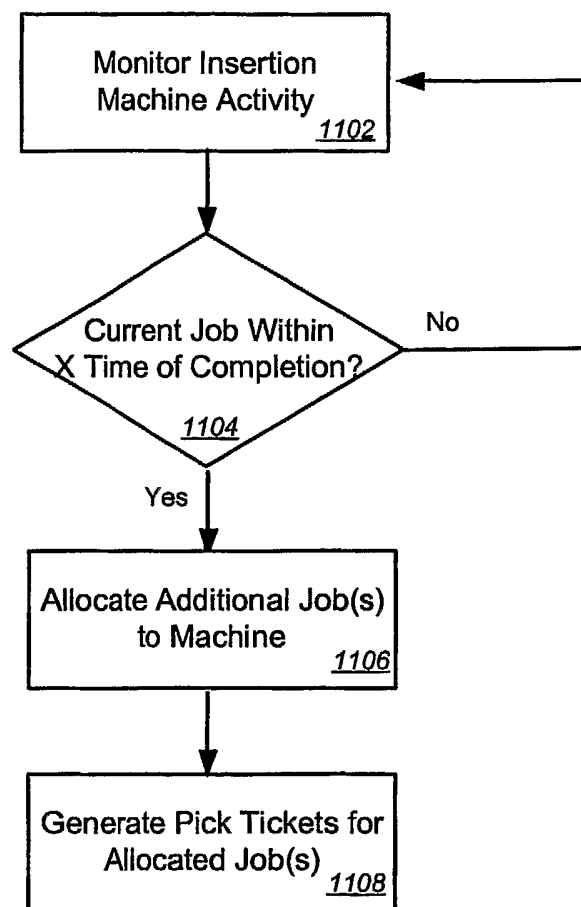 Monitor Insertion
Machine Activity
1102
Current Job Within
X Time of Completion?
1104
No
Yes
Allocate Additional Job(s)
to Machine
1106
Generate Pick Tickets for
Allocated Job(s)
1108